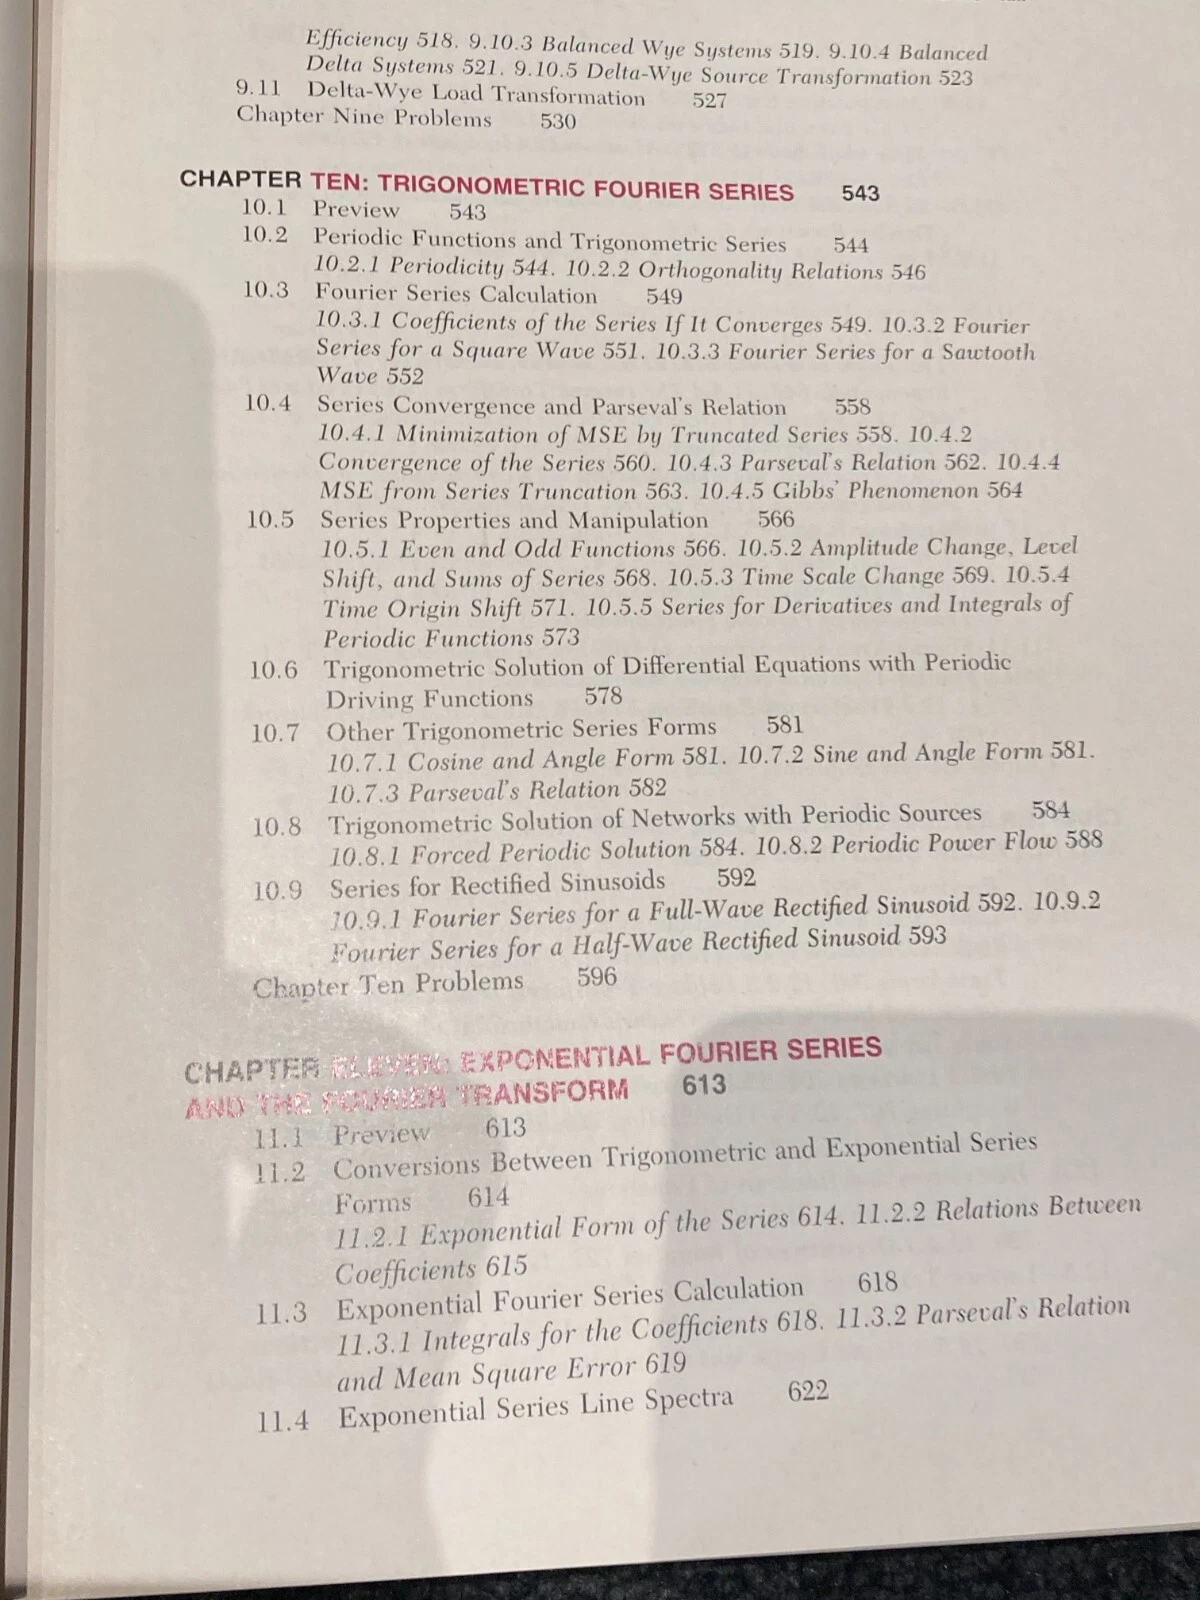 Efficiency 518. 9.10.3 Balanced Wye Systems 519. 9.10.4 Balanced
Delta Systems 521. 9.10.5 Delta-Wye Source Transformation 523
9.11 Delta-Wye Load Transformation 527
Chapter Nine Problems 530
CHAPTER TEN: TRIGONOMETRIC FOURIER SERIES 543
10.1 Preview 543
10.2 Periodic Functions and Trigonometric Series 544
10.2.1 Periodicity 544. 10.2.2 Orthogonality Relations 546
10.3 Fourier Series Calculation 549
10.3.1 Coefficients of the Series If It Converges 549. 10.3.2 Fourier
Series for a Square Wave 551. 10.3.3 Fourier Series for a Sawtooth
Wave 552
10.4 Series Convergence and Parseval's Relation 558
10.4.1 Minimization of MSE by Truncated Series 558. 10.4.2
Convergence of the Series 560. 10.4.3 Parseval's Relation 562. 10.4.4
MSE from Series Truncation 563. 10.4.5 Gibbs' Phenomenon 564
10.5 Series Properties and Manipulation 566
10.5.1 Even and Odd Functions 566. 10.5.2 Amplitude Change, Level
Shift, and Sums of Series 568. 10.5.3 Time Scale Change 569. 10.5.4
Time Origin Shift 571. 10.5.5 Series for Derivatives and Integrals of
Periodic Functions 573
10.6 Trigonometric Solution of Differential Equations with Periodic
Driving Functions 578
10.7 Other Trigonometric Series Forms 581
10.7.1 Cosine and Angle Form 581. 10.7.2 Sine and Angle Form 581.
10.7.3 Parseval's Relation 582
10.8 Trigonometric Solution of Networks with Periodic Sources 584
10.8.1 Forced Periodic Solution 584. 10.8.2 Periodic Power Flow 588
10.9 Series for Rectified Sinusoids 592
10.9.1 Fourier Series for a Full-Wave Rectified Sinusoid 592. 10.9.2
Fourier Series for a Half-Wave Rectified Sinusoid 593
Chapter Ten Problems 596
CHAPTER ELEVEN: EXPONENTIAL FOURIER SERIES
AND THE FOURIER TRANSFORM 613
11.1 Preview 613
11.2 Conversions Between Trigonometric and Exponential Series
Forms 614
11.2.1 Exponential Form of the Series 614. 11.2.2 Relations Between
Coefficients 615
11.3 Exponential Fourier Series Calculation 618
11.3.1 Integrals for the Coefficients 618. 11.3.2 Parseval's Relation
and Mean Square Error 619
11.4 Exponential Series Line Spectra 622